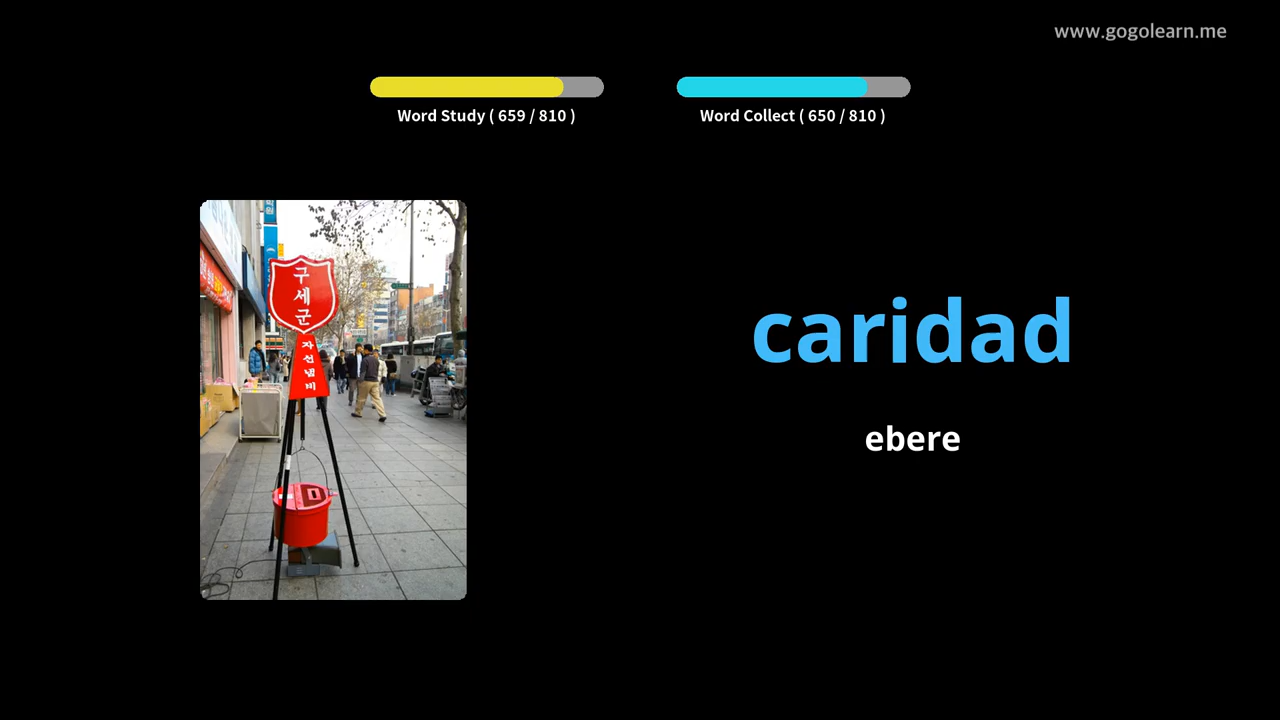 www.gogolearn.me
Word Study ( 659 / 810 )
Word Collect ( 650 / 810 )
caridad
ebere
구
세
군
자
선
냄
비